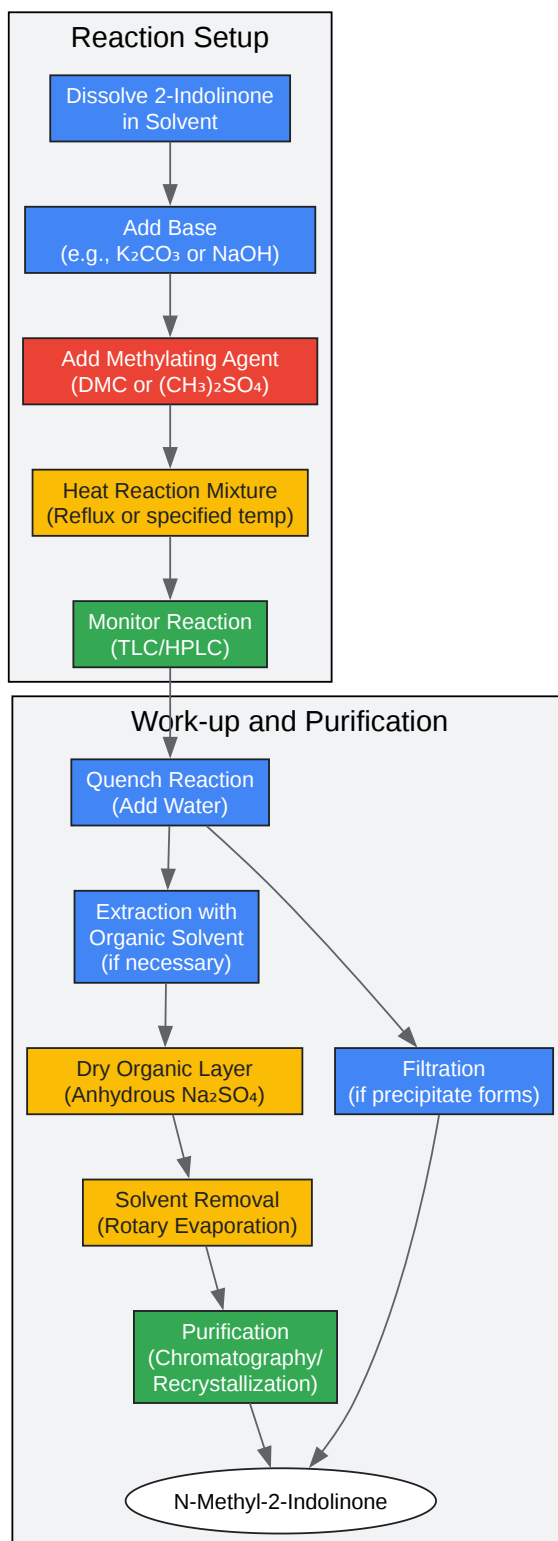 Reaction Setup
Dissolve 2-Indolinone
in Solvent
Add Base
(e.g., K₂CO₃ or NaOH)
Add Methylating Agent
(DMC or (CH₃)₂SO₄)
Heat Reaction Mixture
(Reflux or specified temp)
Monitor Reaction
(TLC/HPLC)
Work-up and Purification
Quench Reaction
(Add Water)
Extraction with
Organic Solvent
(if necessary)
Dry Organic Layer
(Anhydrous Na₂SO₄)
Filtration
(if precipitate forms)
Solvent Removal
(Rotary Evaporation)
Purification
(Chromatography/
Recrystallization)
N-Methyl-2-Indolinone